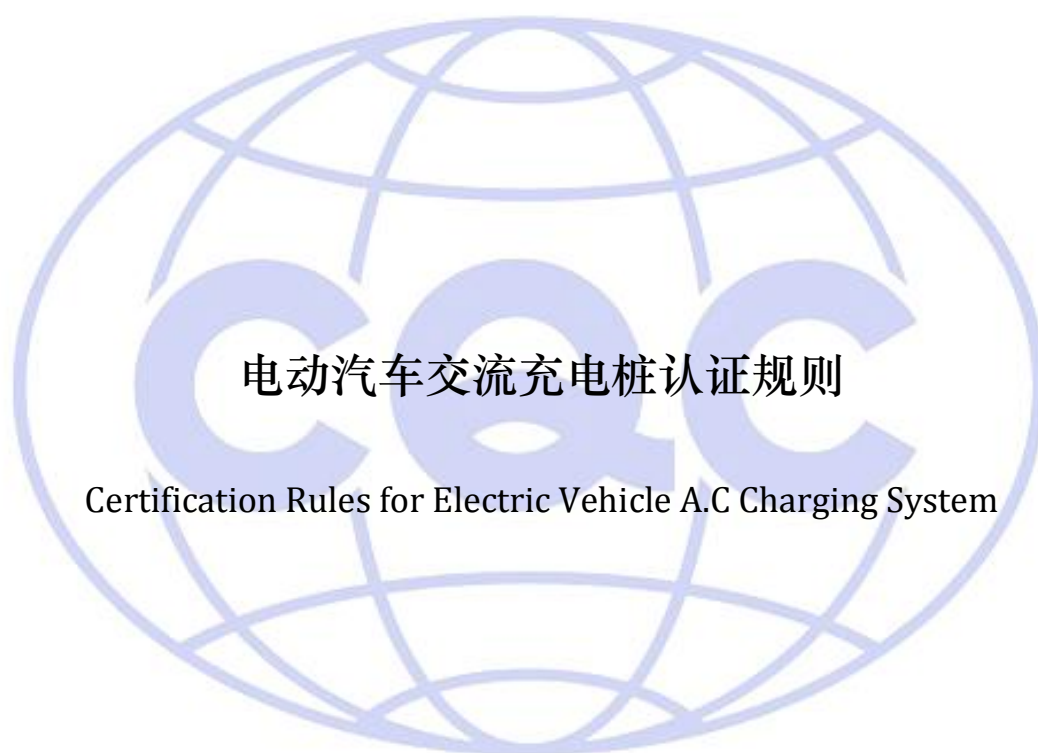 CQC
电动汽车交流充电桩认证规则
Certification Rules for Electric Vehicle A.C Charging System